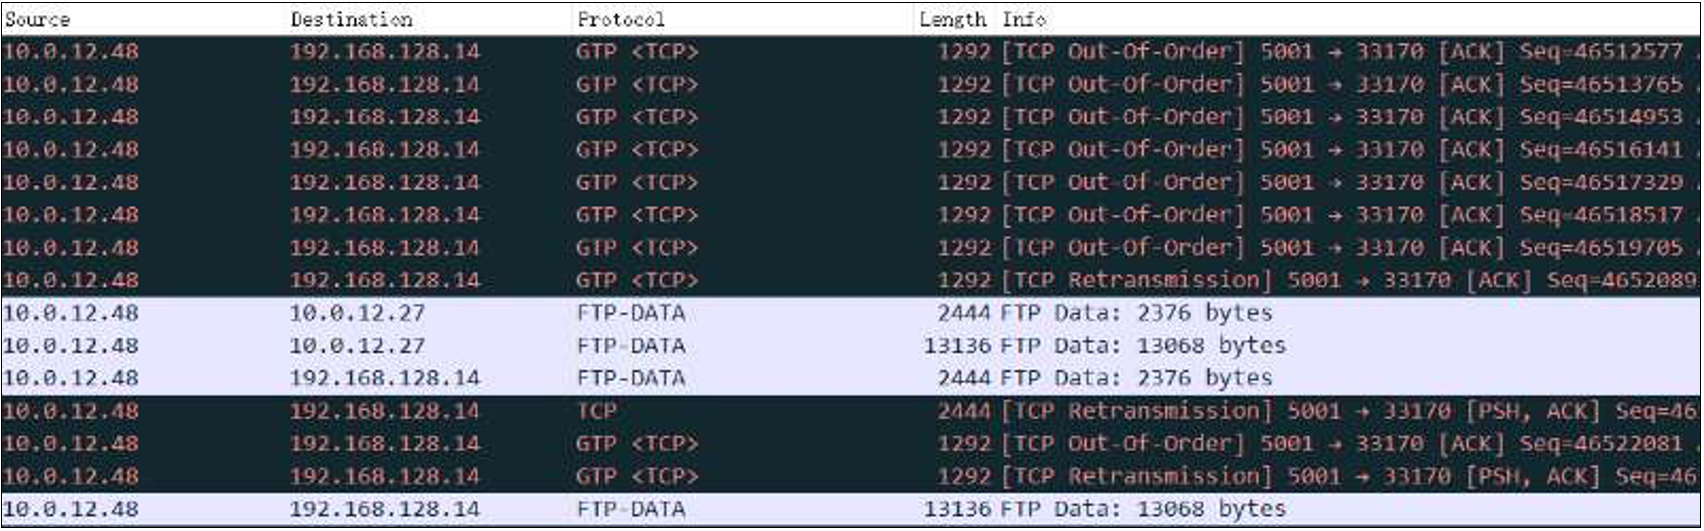 Source Destination Protocol Length Info
10.0.12.48 192.168.128.14 GTP <TCP> 1292 [TCP Out-Of-Order] 5001 → 33170 [ACK] Seq=46512577
10.0.12.48 192.168.128.14 GTP <TCP> 1292 [TCP Out-Of-Order] 5001 → 33170 [ACK] Seq=46513765
10.0.12.48 192.168.128.14 GTP <TCP> 1292 [TCP Out-Of-Order] 5001 → 33170 [ACK] Seq=46514953
10.0.12.48 192.168.128.14 GTP <TCP> 1292 [TCP Out-Of-Order] 5001 → 33170 [ACK] Seq=46516141
10.0.12.48 192.168.128.14 GTP <TCP> 1292 [TCP Out-Of-Order] 5001 → 33170 [ACK] Seq=46517329
10.0.12.48 192.168.128.14 GTP <TCP> 1292 [TCP Out-Of-Order] 5001 → 33170 [ACK] Seq=46518517
10.0.12.48 192.168.128.14 GTP <TCP> 1292 [TCP Out-Of-Order] 5001 → 33170 [ACK] Seq=46519705
10.0.12.48 192.168.128.14 GTP <TCP> 1292 [TCP Retransmission] 5001 → 33170 [ACK] Seq=4652089
10.0.12.48 10.0.12.27 FTP-DATA 2444 FTP Data: 2376 bytes
10.0.12.48 10.0.12.27 FTP-DATA 13136 FTP Data: 13068 bytes
10.0.12.48 192.168.128.14 FTP-DATA 2444 FTP Data: 2376 bytes
10.0.12.48 192.168.128.14 TCP 2444 [TCP Retransmission] 5001 → 33170 [PSH, ACK] Seq=46
10.0.12.48 192.168.128.14 GTP <TCP> 1292 [TCP Out-Of-Order] 5001 → 33170 [ACK] Seq=46522081
10.0.12.48 192.168.128.14 GTP <TCP> 1292 [TCP Retransmission] 5001 → 33170 [PSH, ACK] Seq=46
10.0.12.48 192.168.128.14 FTP-DATA 13136 FTP Data: 13068 bytes